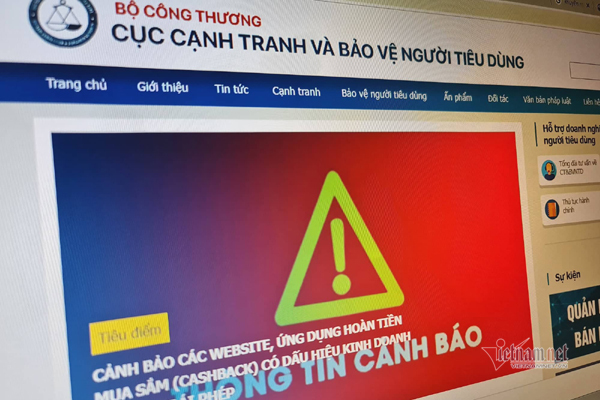 BỘ CÔNG THƯƠNG
CỤC CẠNH TRANH VÀ BẢO VỆ NGƯỜI TIÊU DÙNG
Trang chủ Giới thiệu Tin tức Cạnh tranh Bảo vệ người tiêu dùng Ấn phẩm Đối tác Văn bản pháp luật Liên
Hỗ trợ doanh
người tiêu dùng
Tổng đài tư vấn về
Thủ tục hành
chính
Sự kiện
QUẢN
BÁN
Tiêu điểm
CẢNH BÁO CÁC WEBSITE, ỨNG DỤNG HOÀN TIỀN
MUA SẮM (CASHBACK) CÓ DẤU HIỆU KINH DOANH
THÔNG TIN CẢNH BÁO
PHÉP
vietnamnet